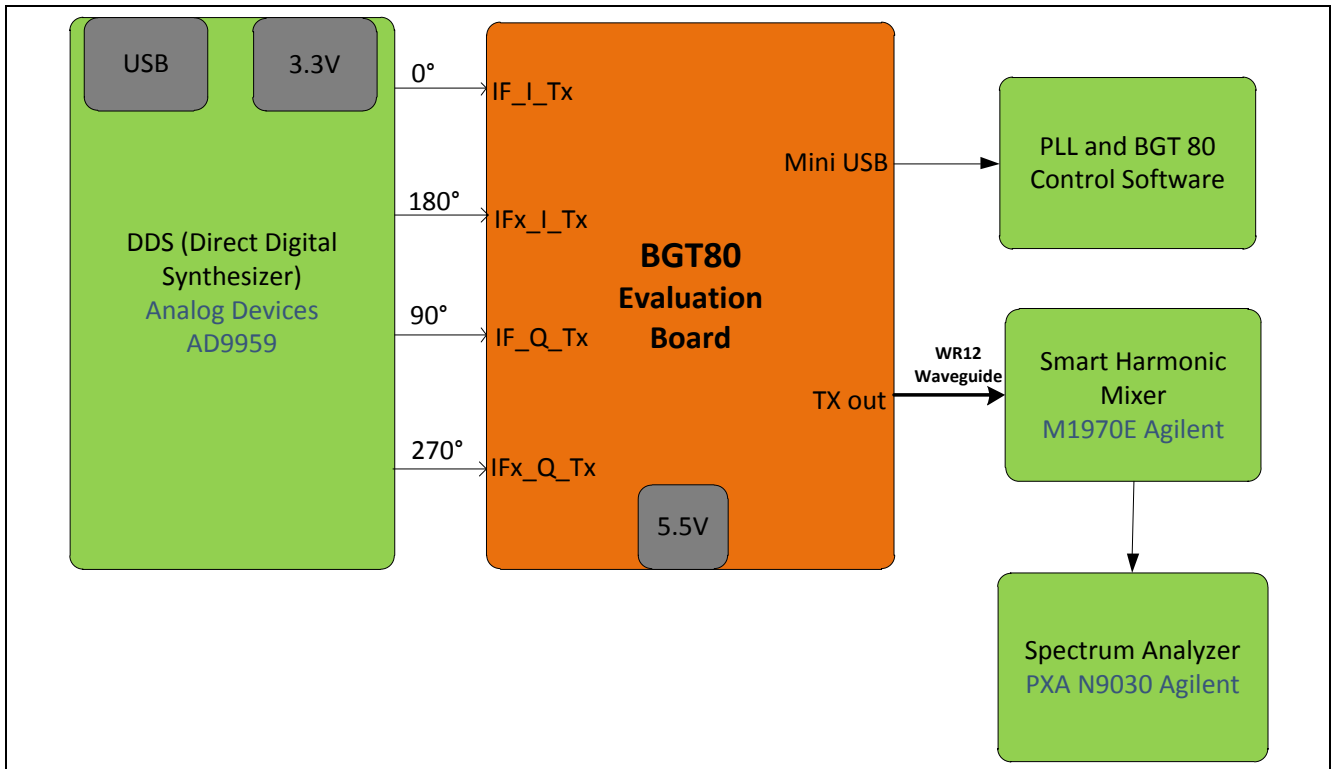 USB
3.3V
DDS (Direct Digital
Synthesizer)
Analog Devices
AD9959
0°
180°
90°
270°
IF_I_Tx
IFx_I_Tx
IF_Q_Tx
IFx_Q_Tx
BGT80
Evaluation
Board
5.5V
Mini USB
TX out
PLL and BGT 80
Control Software
WR12
Waveguide
Smart Harmonic
Mixer
M1970E Agilent
Spectrum Analyzer
PXA N9030 Agilent